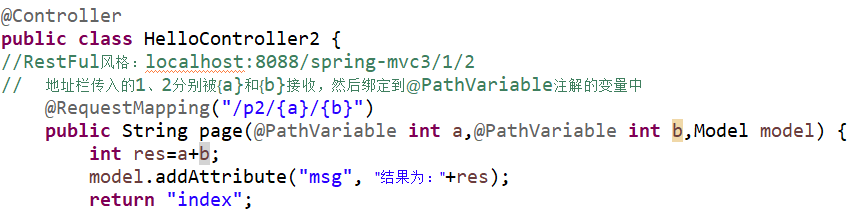 @Controller
public class HelloController2 {
//RestFul风格：localhost:8088/spring-mvc3/1/2
// 地址栏传入的1、2分别被{a}和{b}接收，然后绑定到@PathVariable注解的变量中
@RequestMapping("/p2/{a}/{b}")
public String page(@PathVariable int a,@PathVariable int b,Model model) {
int res=a+b;
model.addAttribute("msg", "结果为："+res);
return "index";